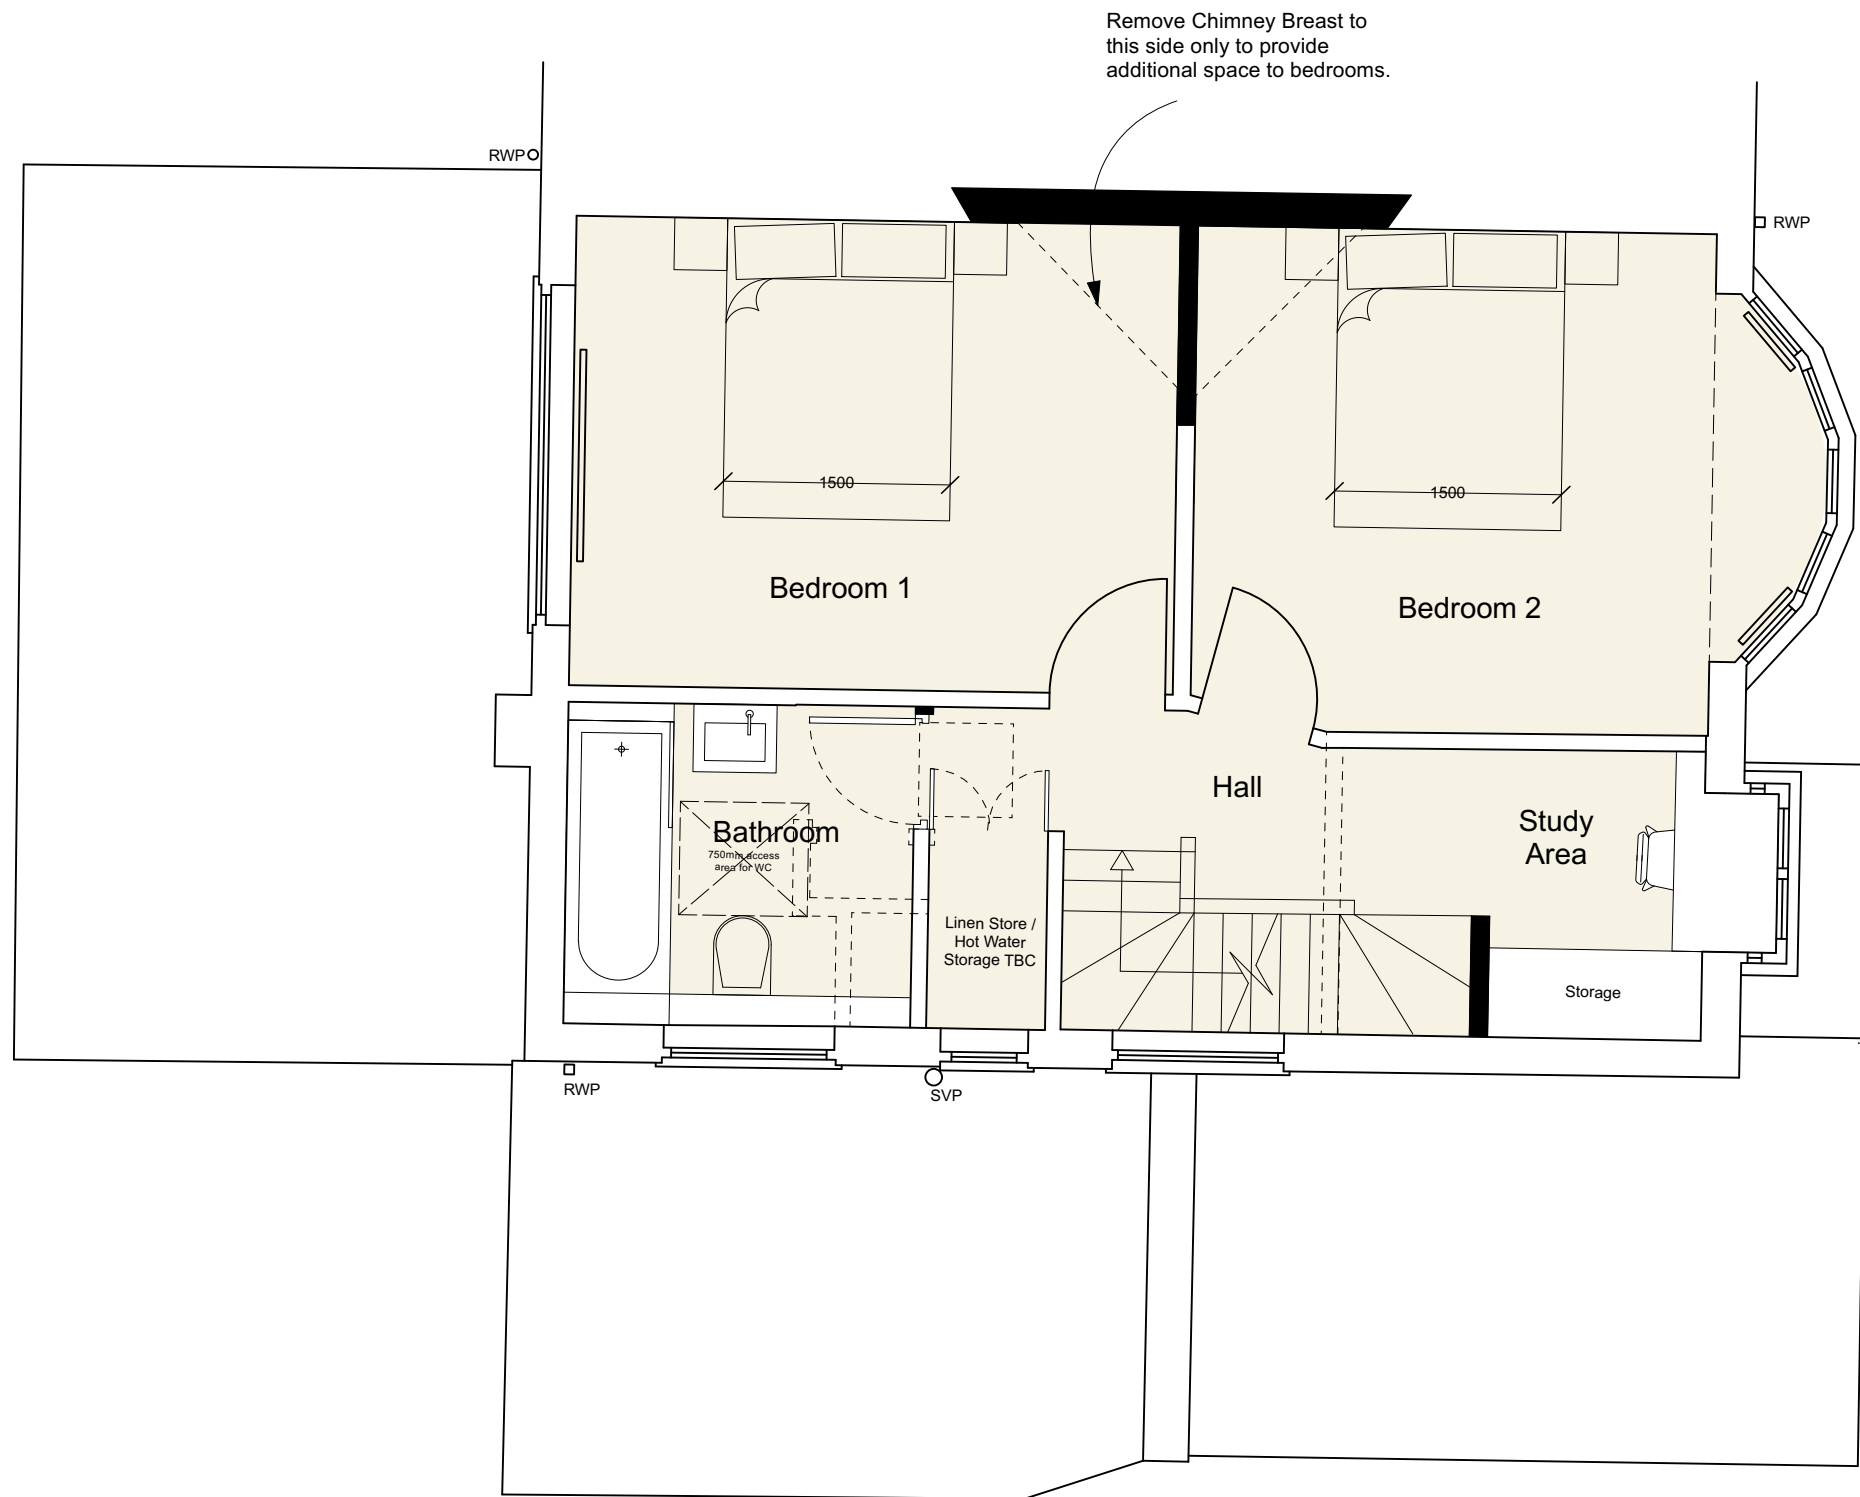 Remove Chimney Breast to
this side only to provide
additional space to bedrooms.
RWP
RWP
1500
1500
Bedroom 1
Bedroom 2
Hall
Study
Area
Bathroom
750mm access
area for WC
Linen Store /
Hot Water
Storage TBC
Storage
RWP
SVP